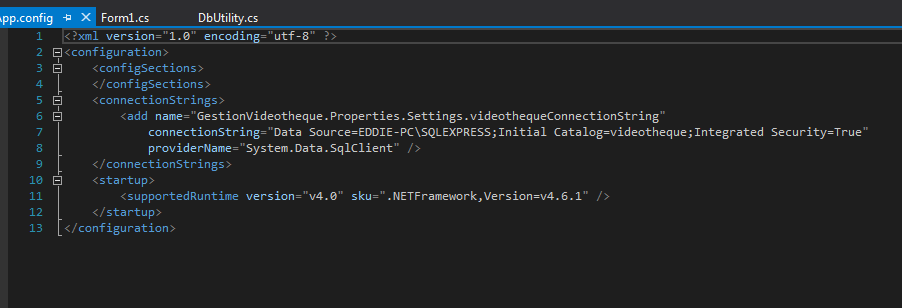 App.config Form1.cs DbUtility.cs
1 <?xml version="1.0" encoding="utf-8" ?>
2 <configuration>
3 <configSections>
4 </configSections>
5 <connectionStrings>
6 <add name="GestionVideotheque.Properties.Settings.videothequeConnectionString"
7 connectionString="Data Source=EDDIE-PC\SQLEXPRESS;Initial Catalog=videotheque;Integrated Security=True"
8 providerName="System.Data.SqlClient" />
9 </connectionStrings>
10 <startup>
11 <supportedRuntime version="v4.0" sku=".NETFramework,Version=v4.6.1" />
12 </startup>
13 </configuration>